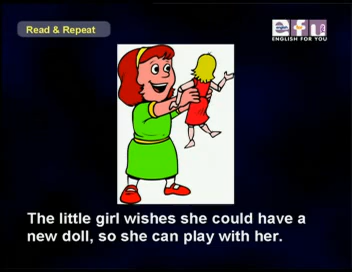 Read & Repeat
efl
ENGLISH FOR YOU
The little girl wishes she could have a
new doll, so she can play with her.